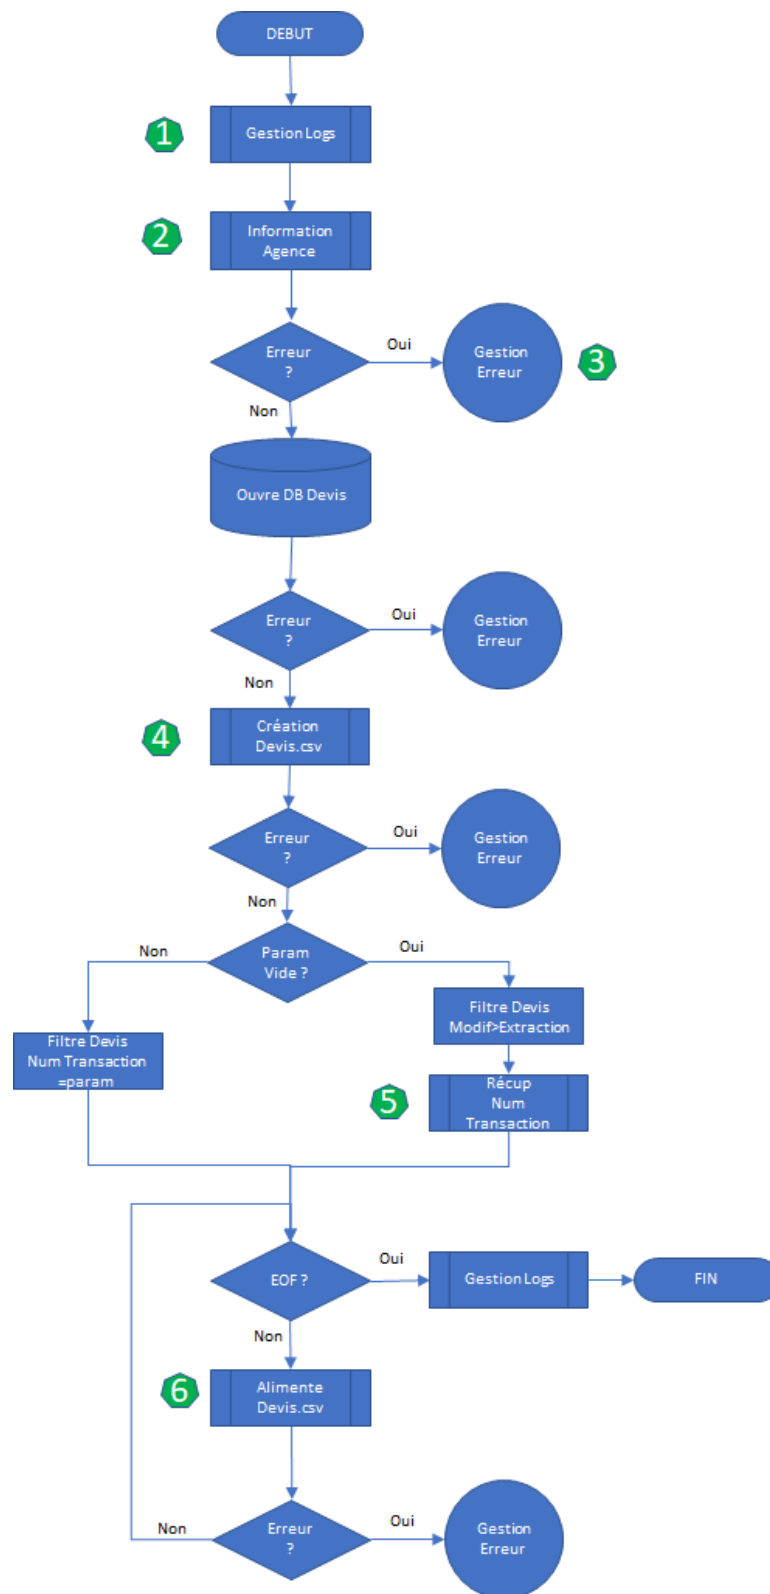 DEBUT
1
Gestion Logs
2
Information
Agence
Erreur
?
Oui
Gestion
Erreur
3
Non
Ouvre DB Devis
Erreur
?
Oui
Gestion
Erreur
Non
4
Création
Devis.csv
Erreur
?
Oui
Gestion
Erreur
Non
Param
Vide ?
Non
Oui
Filtre Devis
Num Transaction
=param
Filtre Devis
Modif>Extraction
5
Récup
Num
Transaction
EOF ?
Oui
Gestion Logs
FIN
Non
6
Alimente
Devis.csv
Erreur
?
Non
Oui
Gestion
Erreur